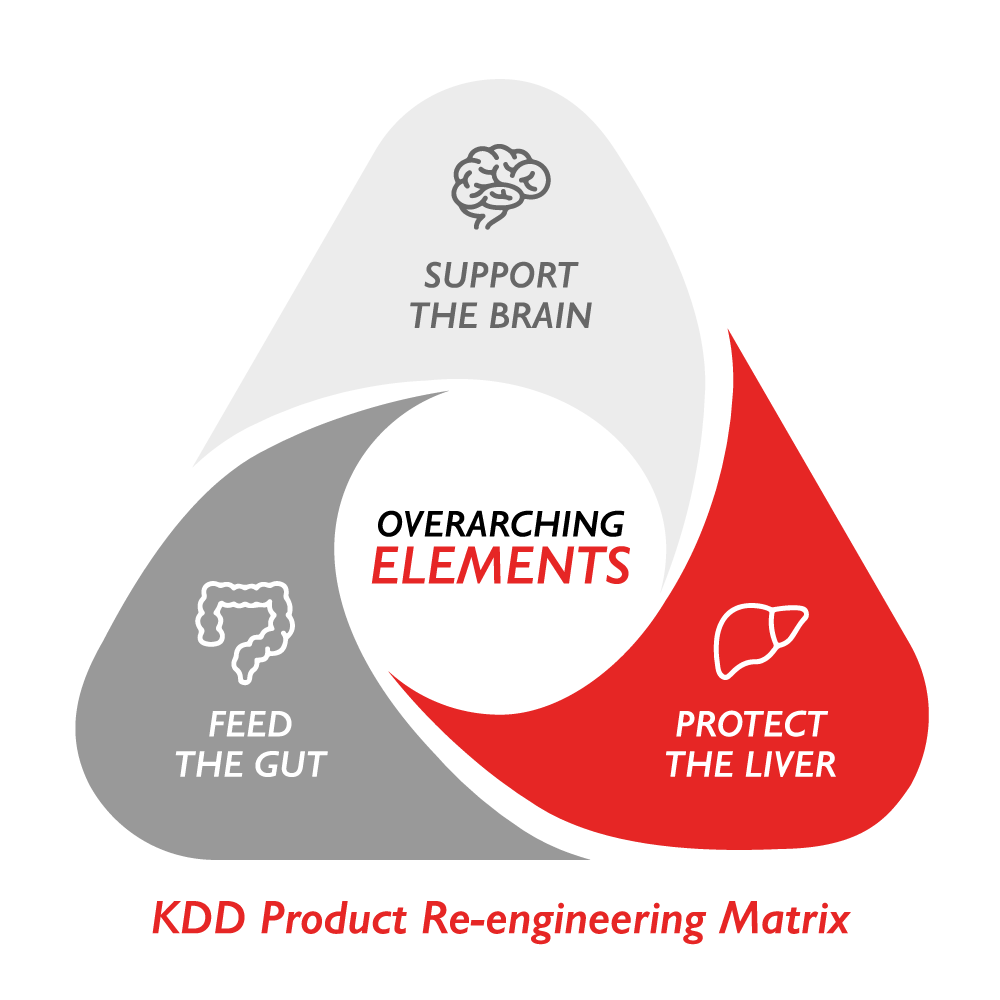 SUPPORT
THE BRAIN
OVERARCHING
ELEMENTS
FEED
THE GUT
PROTECT
THE LIVER
KDD Product Re-engineering Matrix